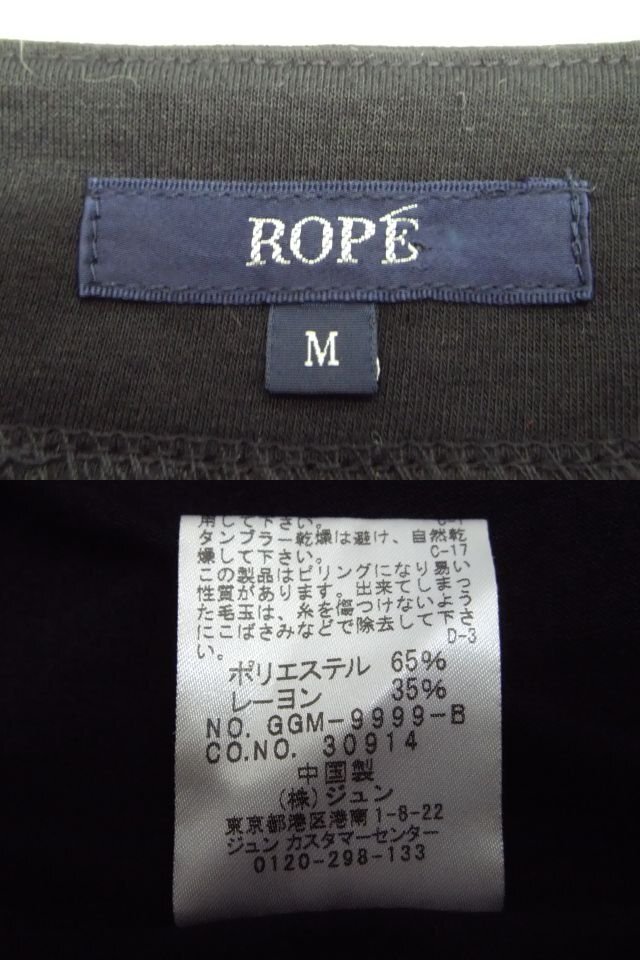 ROPÉ
M
用して下さい。
タンブラー乾燥は避け、自然乾
燥して下さい。 C-17
この製品はピリングになり易い
性質があります。出来てしまっ
た毛玉は、糸を傷つけないよう
にこばさみなどで除去して下さ
い。 D-3
ポリエステル 65%
レーヨン 35%
NO. GGM-9999-B
CO.NO. 30914
中国製
(株)ジュン
東京都港区港南1-8-22
ジュン カスタマーセンター
0120-298-133